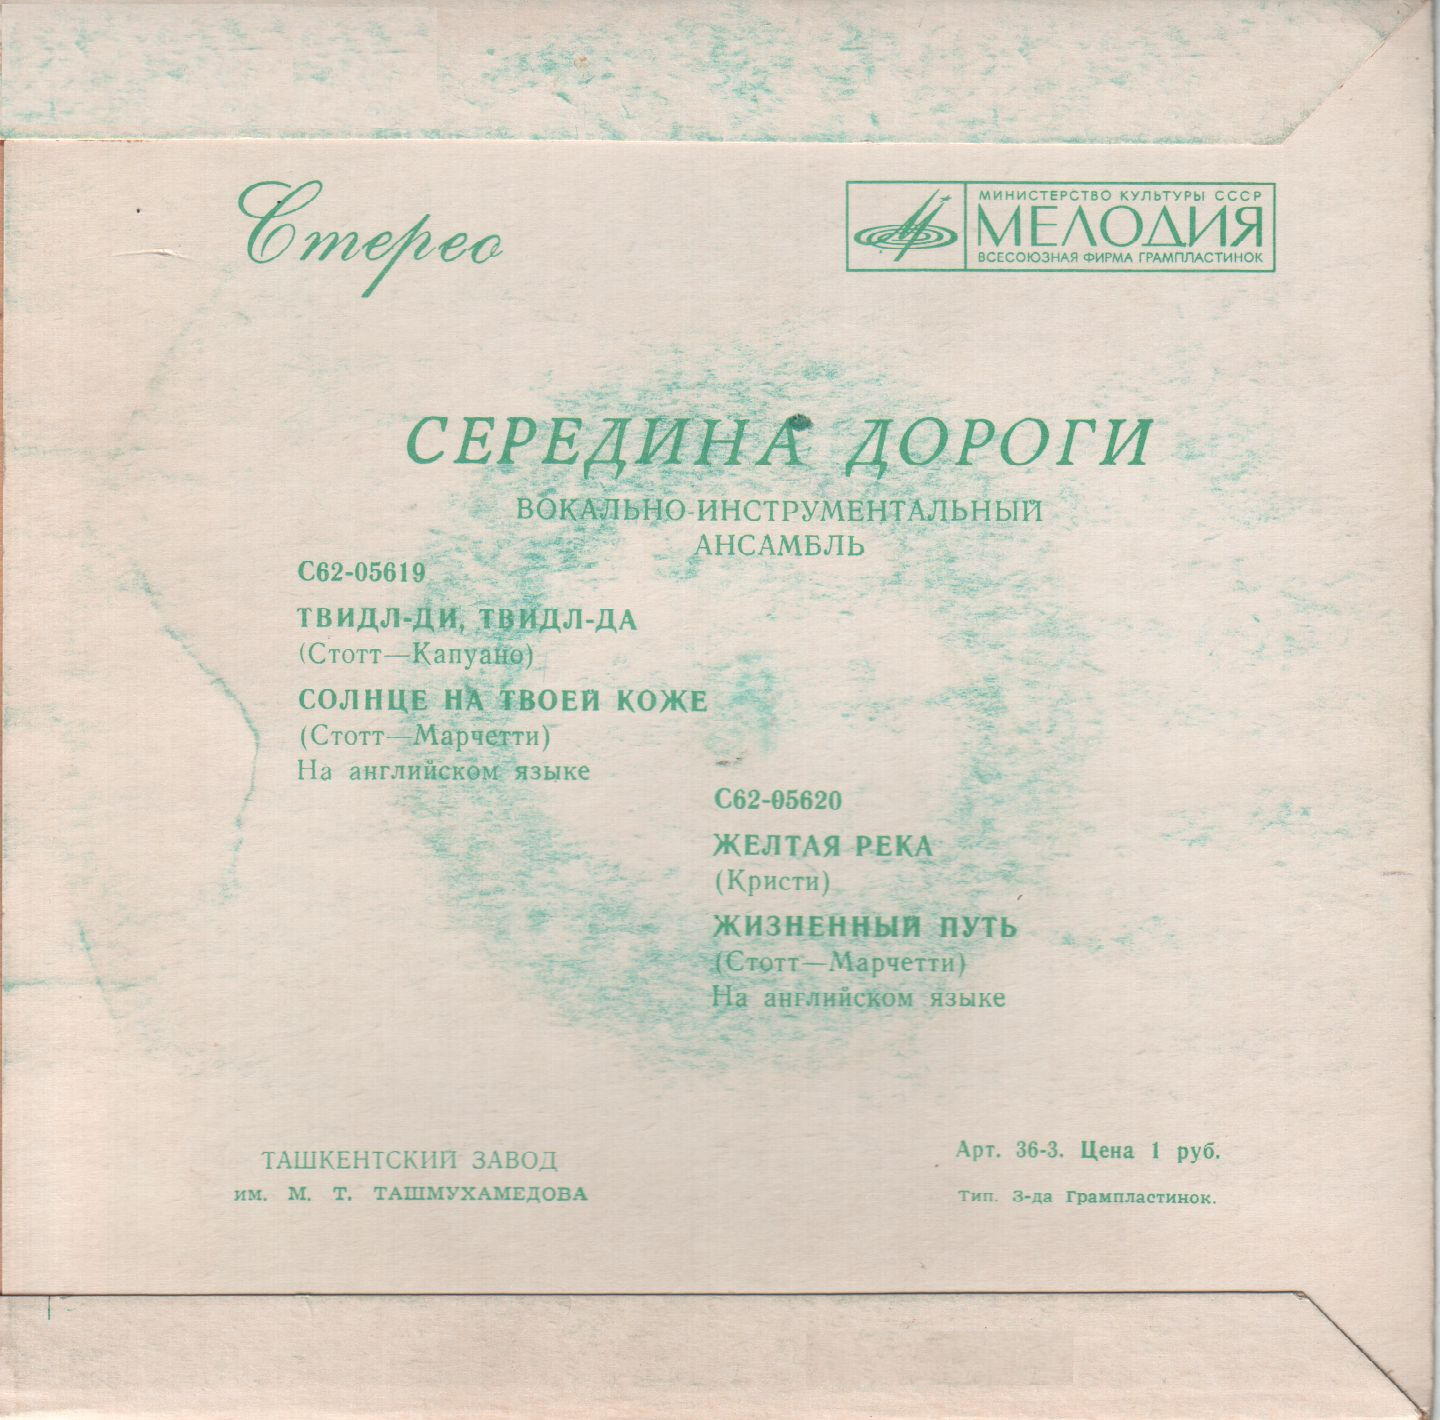 Стерео
МИНИСТЕРСТВО КУЛЬТУРЫ СССР
МЕЛОДИЯ
ВСЕСОЮЗНАЯ ФИРМА ГРАМПЛАСТИНОК
СЕРЕДИНА ДОРОГИ
ВОКАЛЬНО-ИНСТРУМЕНТАЛЬНЫЙ
АНСАМБЛЬ
С62-05619
ТВИДЛ-ДИ, ТВИДЛ-ДА
(Стотт—Капуано)
СОЛНЦЕ НА ТВОЕЙ КОЖЕ
(Стотт—Марчетти)
На английском языке
С62-05620
ЖЕЛТАЯ РЕКА
(Кристи)
ЖИЗНЕННЫЙ ПУТЬ
(Стотт—Марчетти)
На английском языке
ТАШКЕНТСКИЙ ЗАВОД
им. М. Т. ТАШМУХАМЕДОВА
Арт. 36-3. Цена 1 руб.
Тип. З-да Грампластинок.